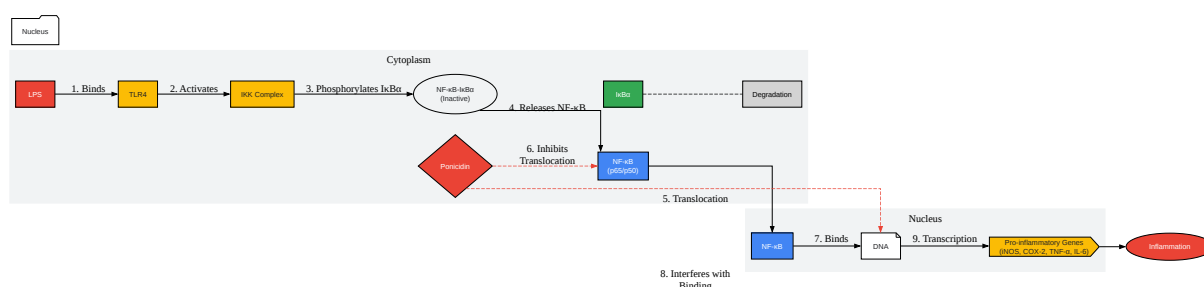 Nucleus
Cytoplasm
LPS
1. Binds
TLR4
2. Activates
IKK Complex
3. Phosphorylates IκBα
NF-κB-IκBα
(Inactive)
4. Releases NF-κB
IκBα
Degradation
Ponicidin
6. Inhibits
Translocation
NF-κB
(p65/p50)
5. Translocation
Nucleus
NF-κB
7. Binds
DNA
9. Transcription
Pro-inflammatory Genes
(iNOS, COX-2, TNF-α, IL-6)
Inflammation
8. Interferes with
Binding